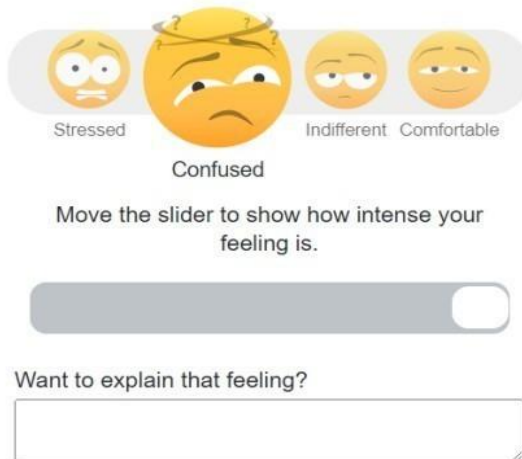 Stressed
Indifferent Comfortable
Confused
Move the slider to show how intense your
feeling is.
Want to explain that feeling?